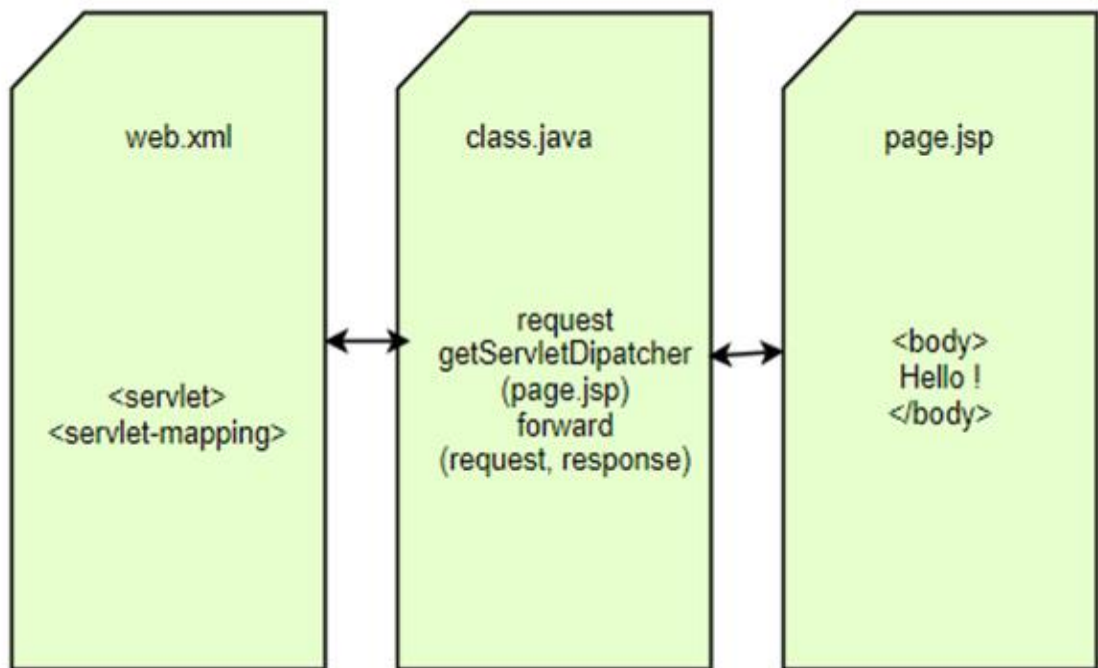 web.xml
<servlet>
<servlet-mapping>
class.java
request
getServletDipatcher
(page.jsp)
forward
(request, response)
page.jsp
<body>
Hello !
</body>